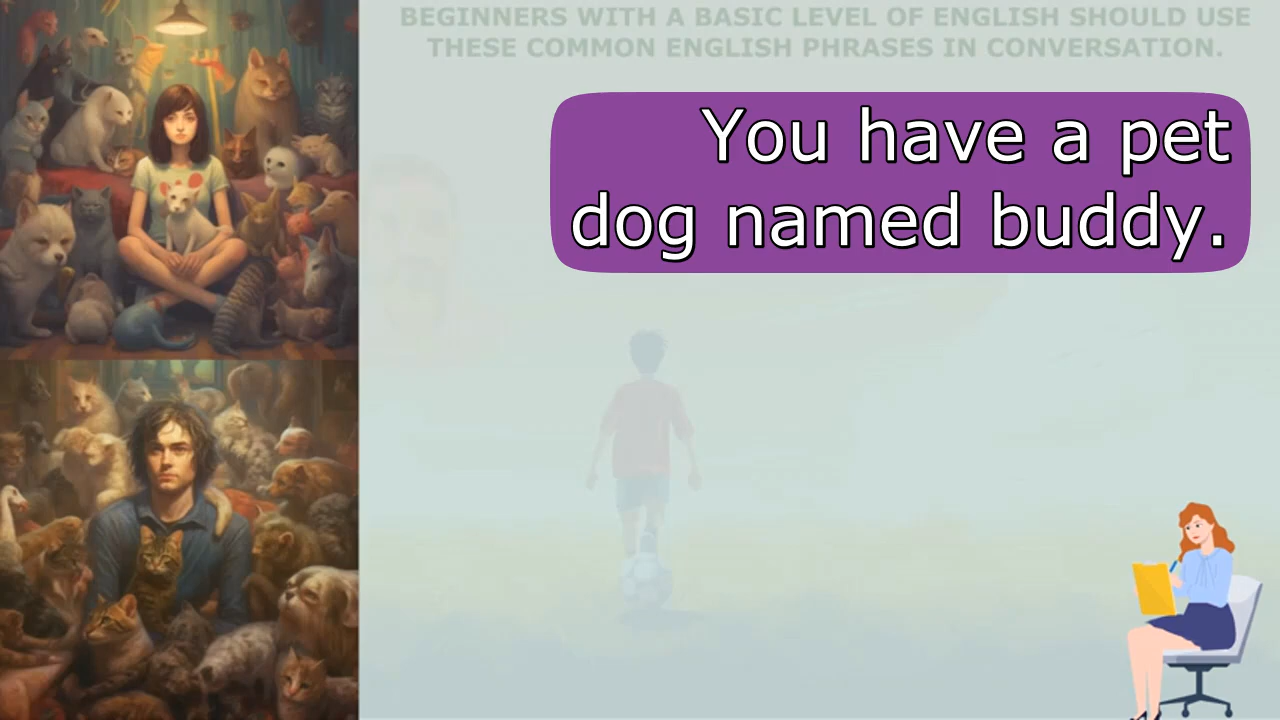 BEGINNERS WITH A BASIC LEVEL OF ENGLISH SHOULD USE
THESE COMMON ENGLISH PHRASES IN CONVERSATION.
You have a pet
dog named buddy.